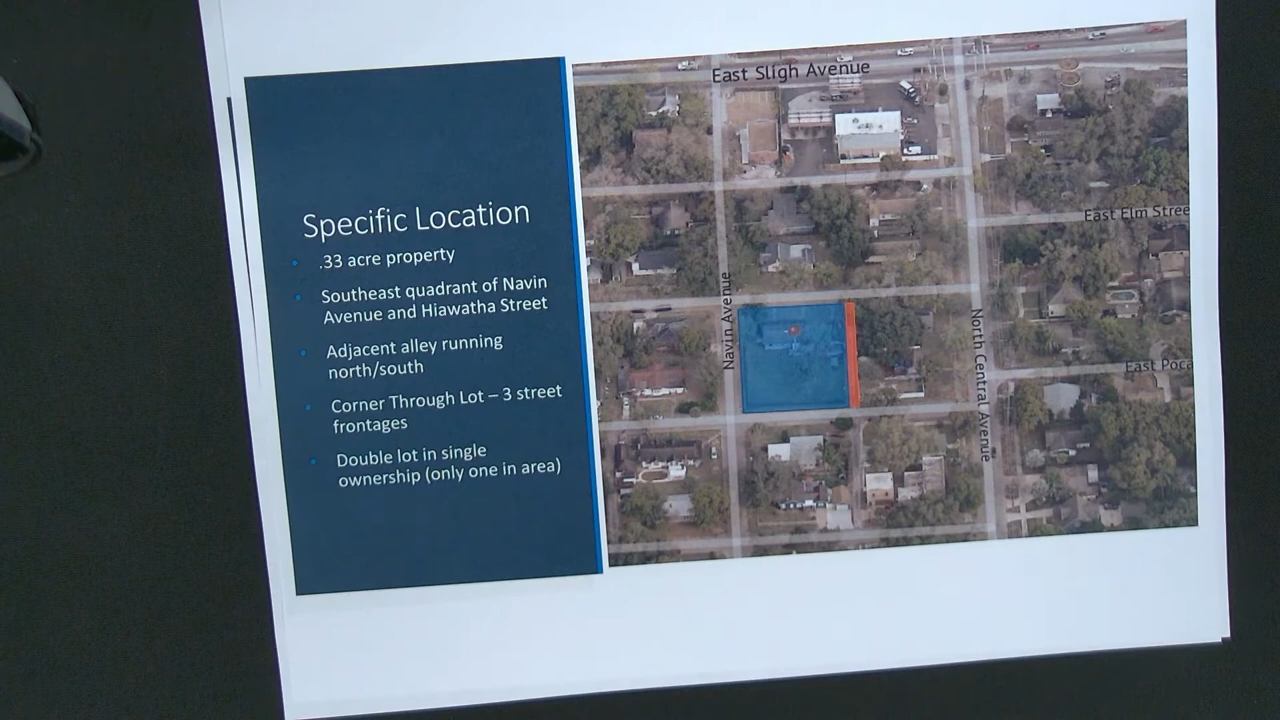 Specific Location
.33 acre property
Southeast quadrant of Navin
Avenue and Hiawatha Street
Adjacent alley running
north/south
Corner Through Lot – 3 street
frontages
Double lot in single
ownership (only one in area)
East Sligh Avenue
East Elm Stree
Navin Avenue
North Central Avenue
East Poca